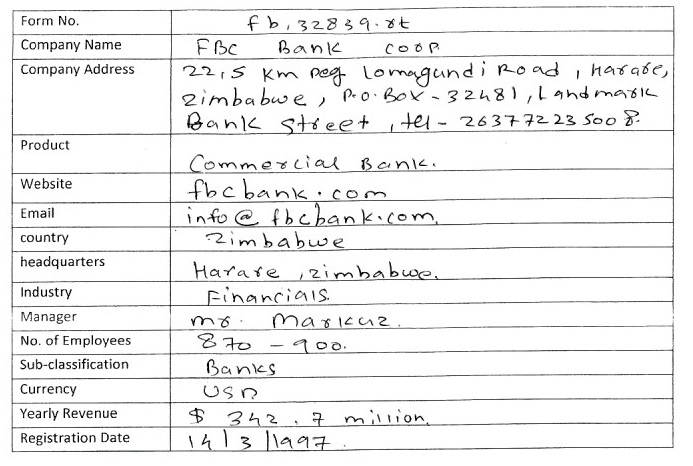 Form No. fb,32839.rt
Company Name FBC Bank coop
Company Address 22,5 Km peg Lomagundi Road, Harare,
Zimbabwe, P.O. Box - 32481, Landmark
Bank street, tel - 263772235008.
Product Commercial Bank.
Website fbcbank.com
Email info@fbcbank.com.
country Zimbabwe
headquarters Harare, Zimbabwe.
Industry Financials.
Manager mr. Markuz.
No. of Employees 870 - 900.
Sub-classification Banks
Currency USD
Yearly Revenue $ 342.7 million.
Registration Date 14/3/1997.